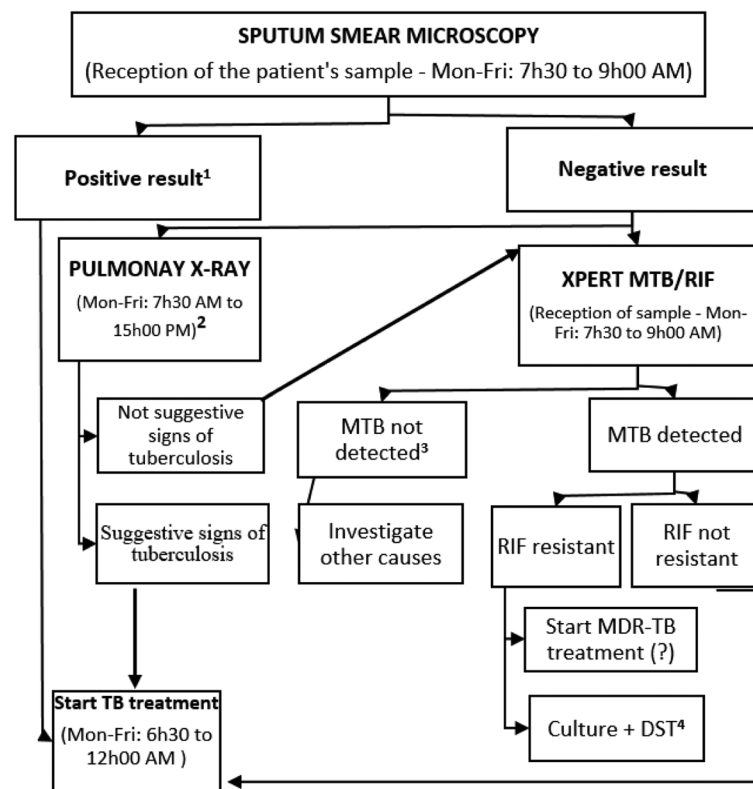 SPUTUM SMEAR MICROSCOPY
(Reception of the patient's sample - Mon-Fri: 7h30 to 9h00 AM)
Positive result¹
Negative result
PULMONAY X-RAY
(Mon-Fri: 7h30 AM to
15h00 PM)²
XPERT MTB/RIF
(Reception of sample - Mon-
Fri: 7h30 to 9h00 AM)
Not suggestive
signs of
tuberculosis
MTB not
detected³
MTB detected
Suggestive signs of
tuberculosis
Investigate
other causes
RIF resistant
RIF not
resistant
Start MDR-TB
treatment (?)
Culture + DST⁴
Start TB treatment
(Mon-Fri: 6h30 to
12h00 AM )